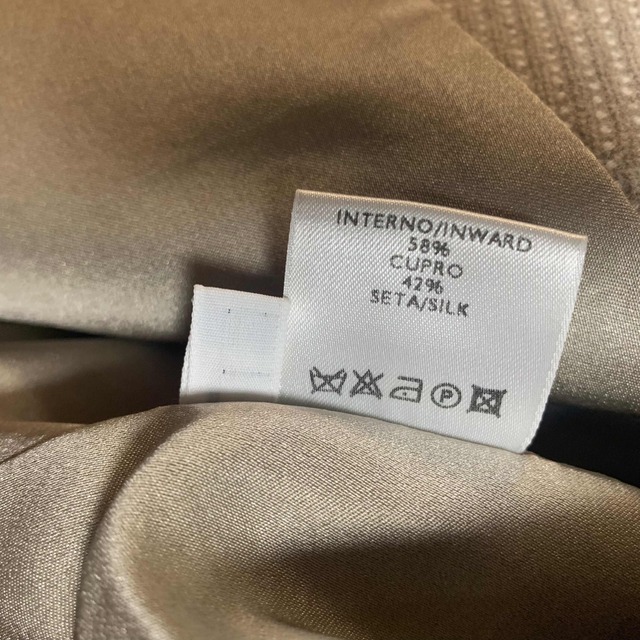 INTERNO/INWARD
58%
CUPRO
42%
SETA/SILK
P